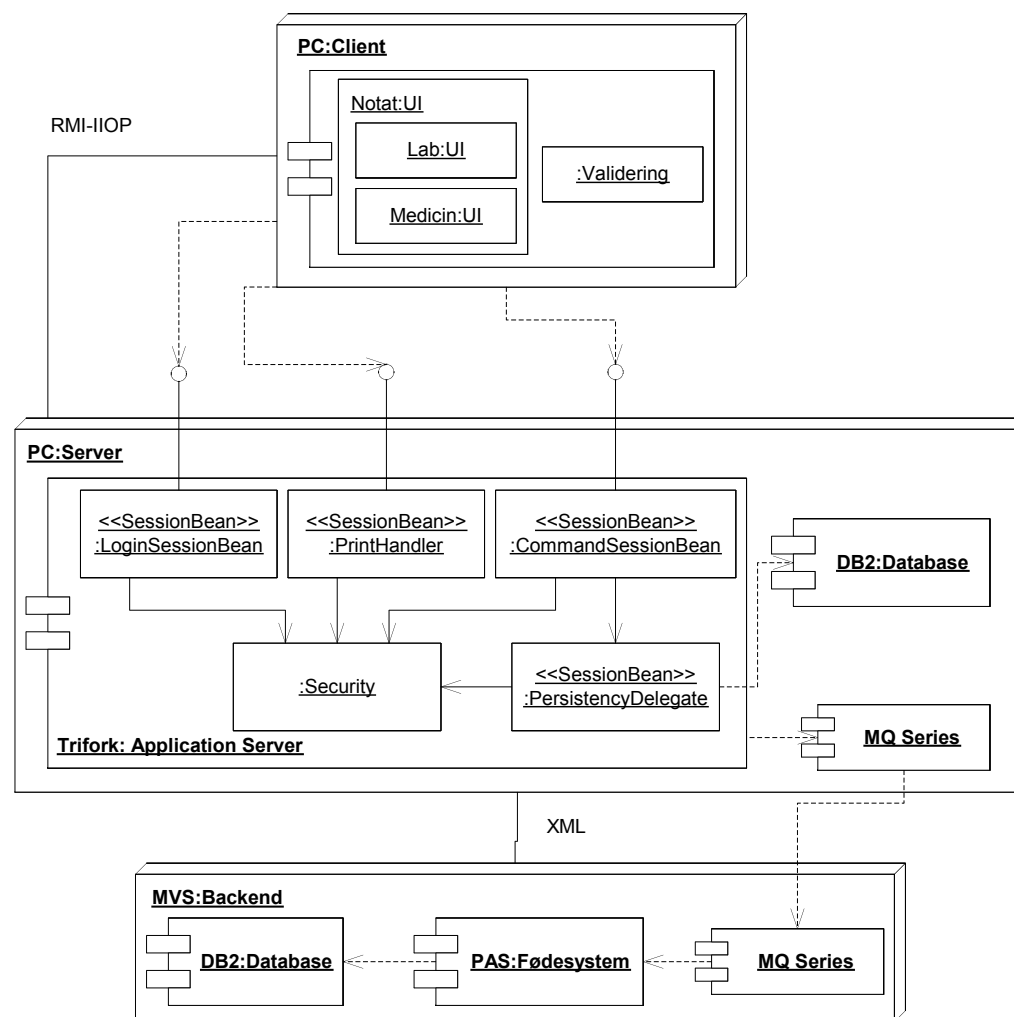 PC:Client
Notat:UI
RMI-IIOP
Lab:UI
:Validering
Medicin:UI
PC:Server
<<SessionBean>>
:LoginSessionBean
<<SessionBean>>
:PrintHandler
<<SessionBean>>
:CommandSessionBean
DB2:Database
:Security
<<SessionBean>>
:PersistencyDelegate
Trifork: Application Server
MQ Series
XML
MVS:Backend
DB2:Database
PAS:Fødesystem
MQ Series